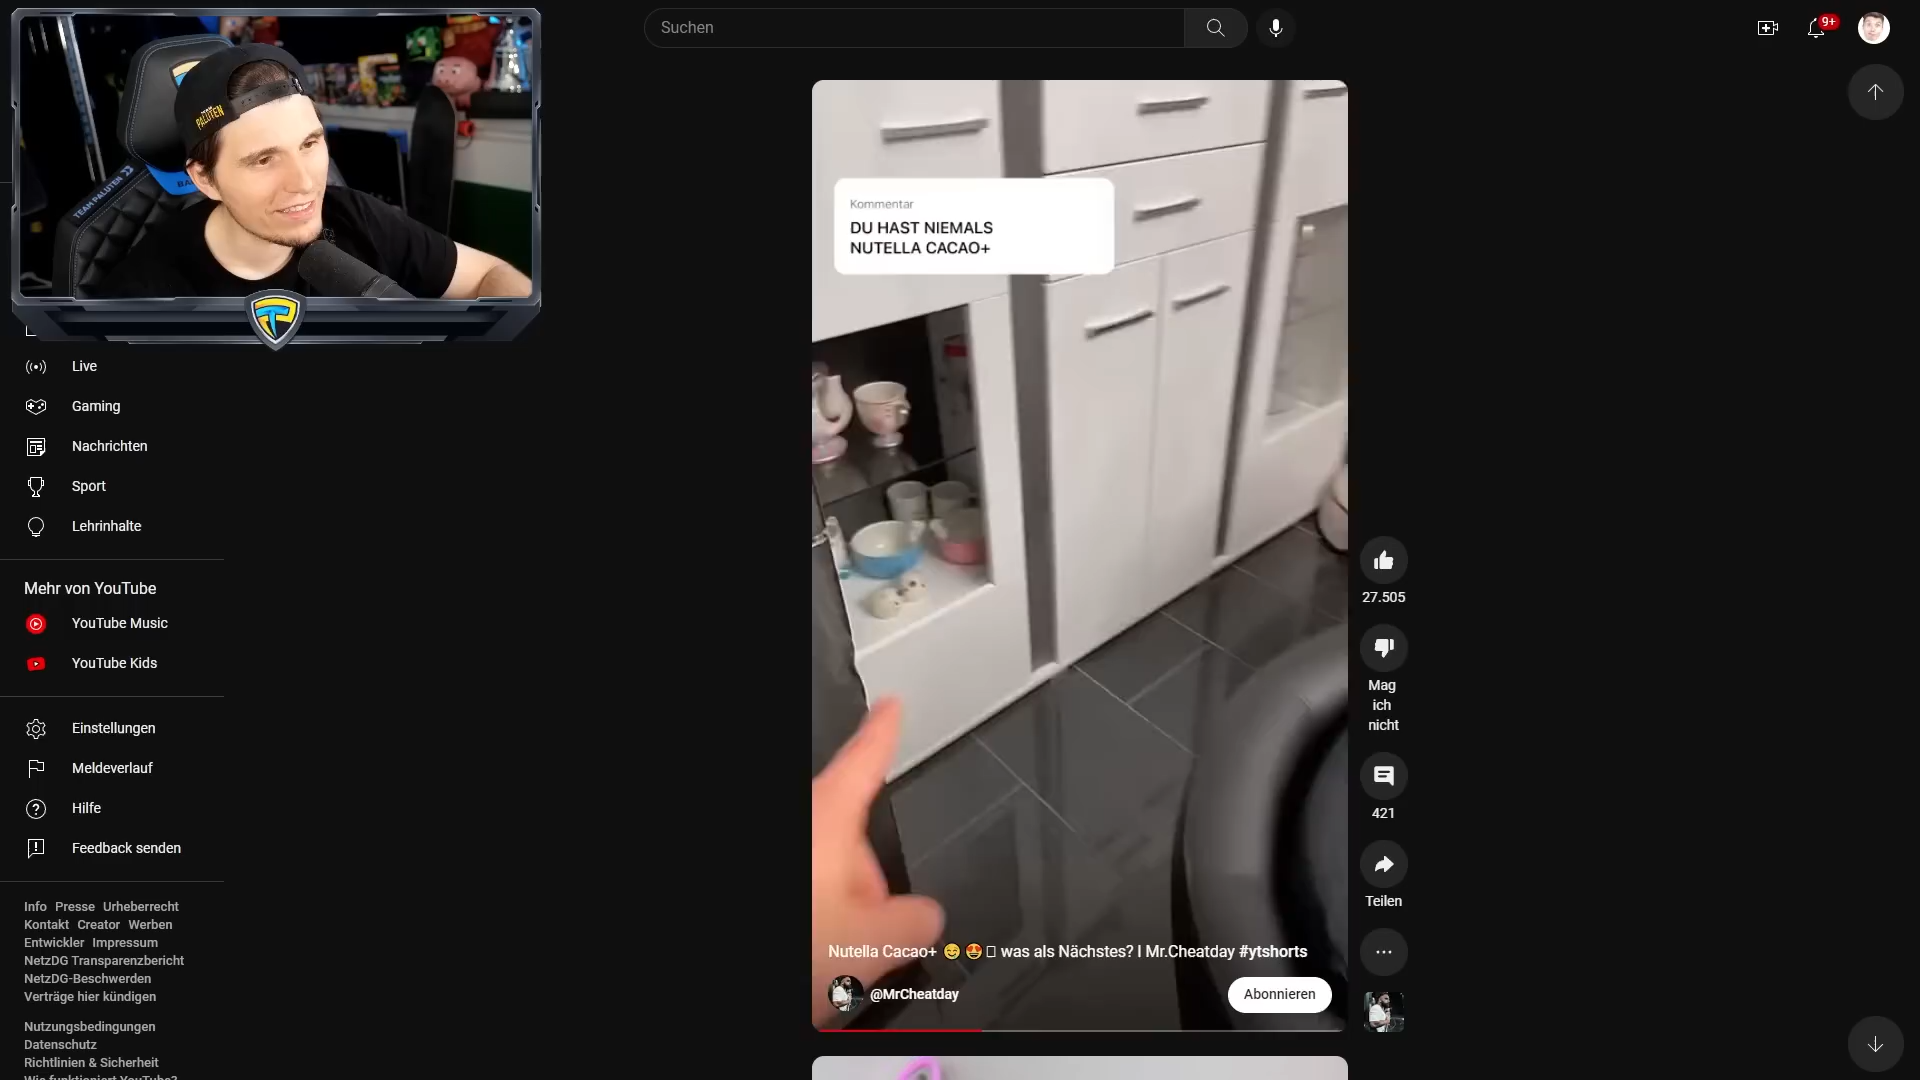 Suchen
9+
TEAM PALUTEN
PALUTEN
Kommentar
DU HAST NIEMALS
NUTELLA CACAO+
Live
Gaming
Nachrichten
Sport
Lehrinhalte
Mehr von YouTube
YouTube Music
YouTube Kids
Einstellungen
Meldeverlauf
Hilfe
Feedback senden
Info Presse Urheberrecht
Kontakt Creator Werben
Entwickler Impressum
NetzDG Transparenzbericht
NetzDG-Beschwerden
Verträge hier kündigen
Nutzungsbedingungen
Datenschutz
Richtlinien & Sicherheit
Wie funktioniert YouTube?
27.505
Mag
ich
nicht
421
Teilen
Nutella Cacao+ 😊 😍 was als Nächstes? I Mr.Cheatday #ytshorts
@MrCheatday
Abonnieren